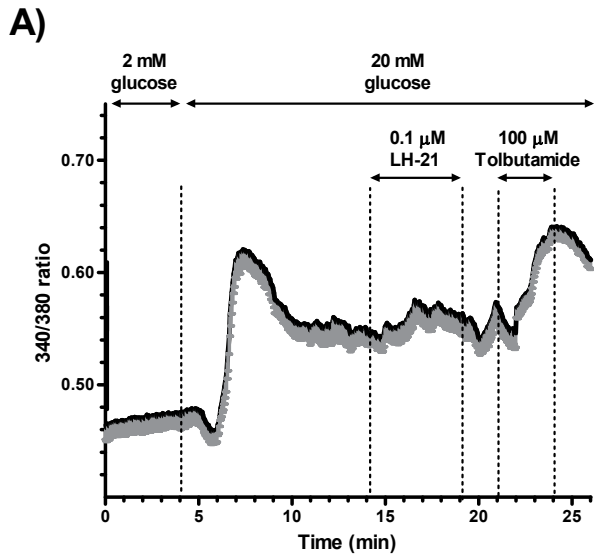 A)
2 mM
glucose
20 mM
glucose
0.1 μM
LH-21
100 μM
Tolbutamide
0.70
0.60
0.50
340/380 ratio
0 5 10 15 20 25
Time (min)